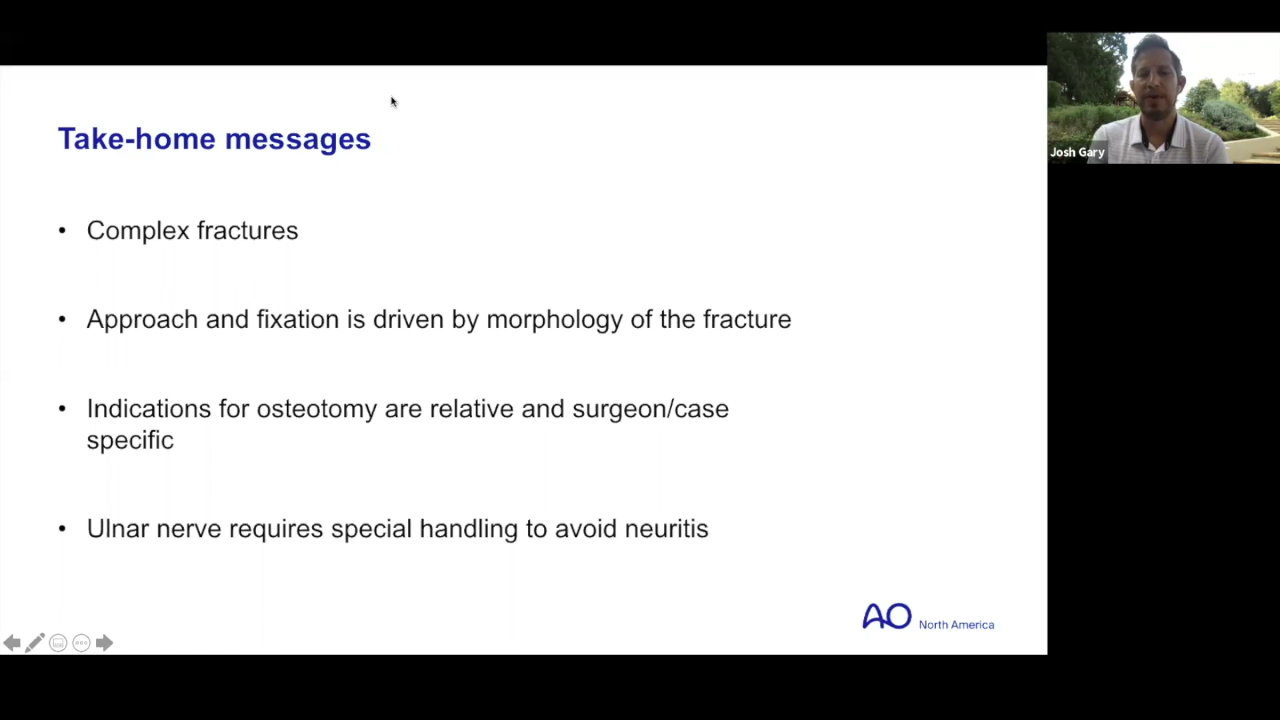 Take-home messages
• Complex fractures
• Approach and fixation is driven by morphology of the fracture
• Indications for osteotomy are relative and surgeon/case
specific
• Ulnar nerve requires special handling to avoid neuritis
AO North America
Josh Gary